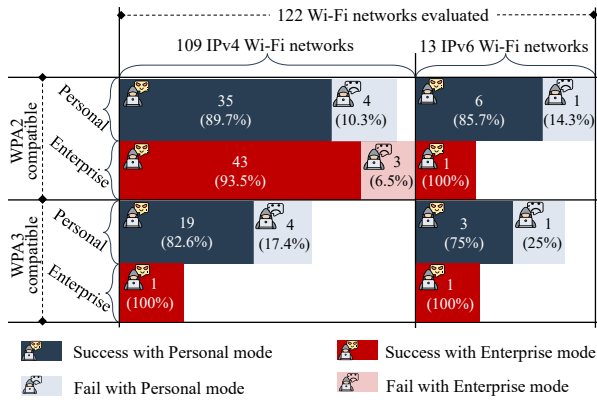 122 Wi-Fi networks evaluated
109 IPv4 Wi-Fi networks
13 IPv6 Wi-Fi networks
WPA2
compatible
Personal
35
(89.7%)
4
(10.3%)
6
(85.7%)
1
(14.3%)
Enterprise
43
(93.5%)
3
(6.5%)
1
(100%)
WPA3
compatible
Personal
19
(82.6%)
4
(17.4%)
3
(75%)
1
(25%)
Enterprise
1
(100%)
1
(100%)
Success with Personal mode
Success with Enterprise mode
Fail with Personal mode
Fail with Enterprise mode